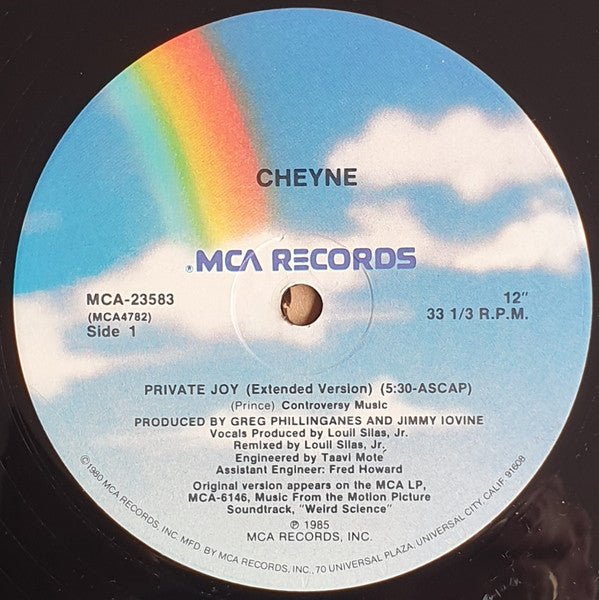 CHEYNE
MCA RECORDS®
MCA-23583
(MCA4782)
Side 1
12"
33 1/3 R.P.M.
PRIVATE JOY (Extended Version) (5:30-ASCAP)
(Prince) Controversy Music
PRODUCED BY GREG PHILLINGANES AND JIMMY IOVINE
Vocals Produced by Louil Silas, Jr.
Remixed by Louil Silas, Jr.
Engineered by Taavi Mote'
Assistant Engineer: Fred Howard
Original version appears on the MCA LP,
MCA-6146, Music From the Motion Picture
Soundtrack, "Weird Science"
℗ 1985
MCA RECORDS, INC.
©1980 MCA RECORDS, INC. MFD. BY MCA RECORDS, INC., 70 UNIVERSAL PLAZA, UNIVERSAL CITY, CALIF. 91608